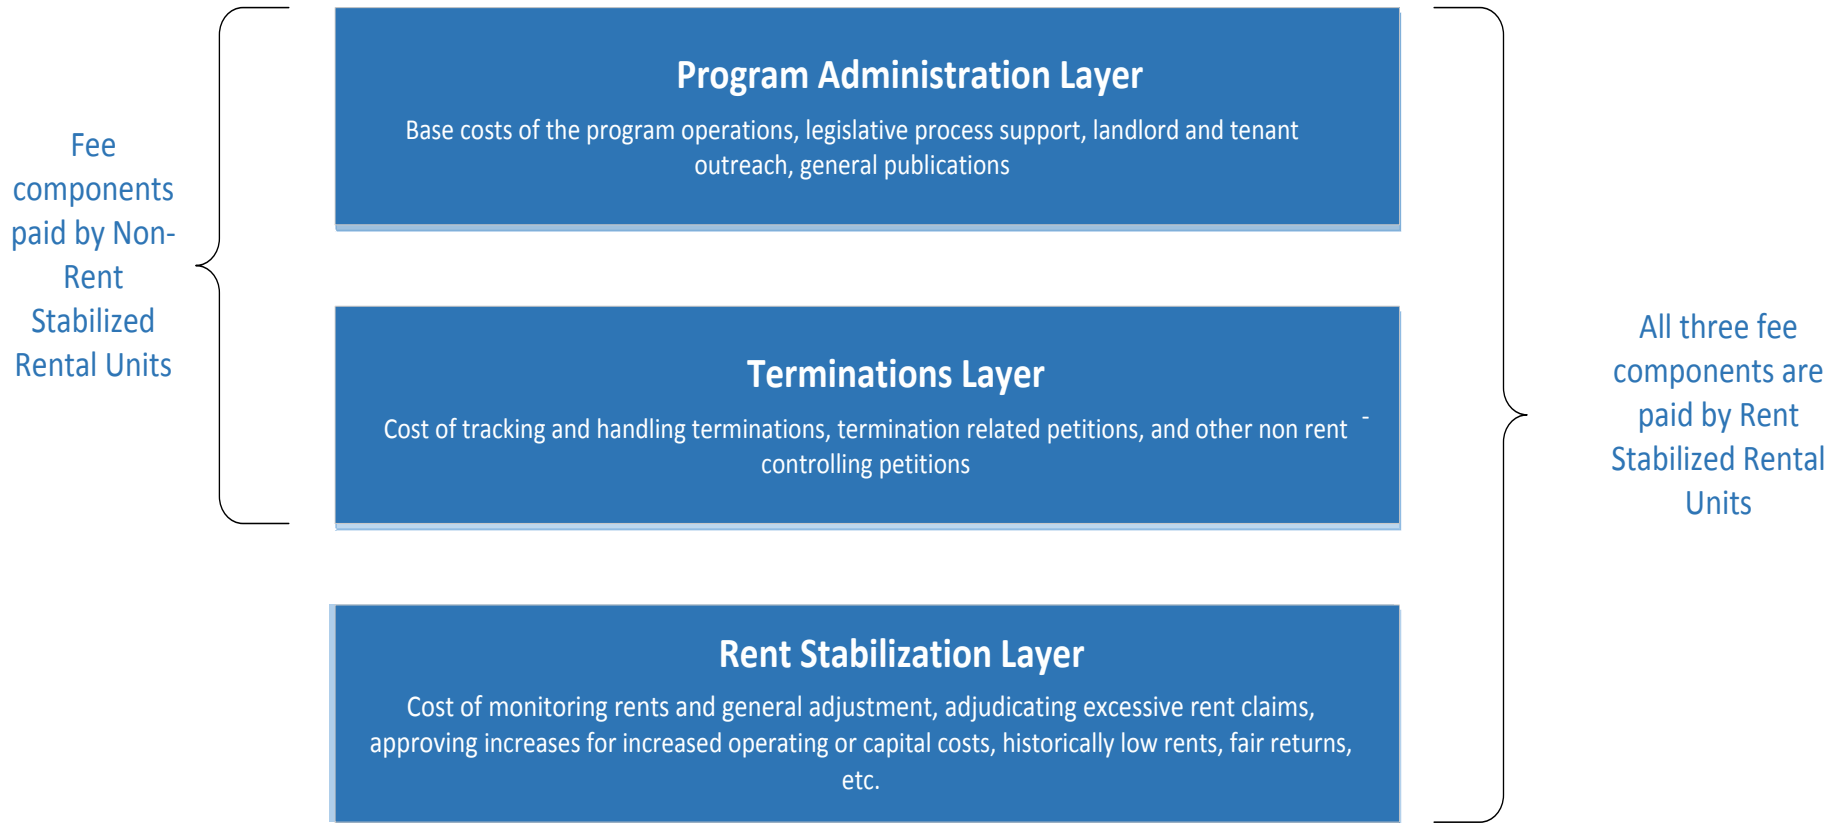 Fee
components
paid by Non-
Rent
Stabilized
Rental Units
Program Administration Layer
Base costs of the program operations, legislative process support, landlord and tenant
outreach, general publications
Terminations Layer
Cost of tracking and handling terminations, termination related petitions, and other non rent -
controlling petitions
Rent Stabilization Layer
Cost of monitoring rents and general adjustment, adjudicating excessive rent claims,
approving increases for increased operating or capital costs, historically low rents, fair returns,
etc.
All three fee
components are
paid by Rent
Stabilized Rental
Units